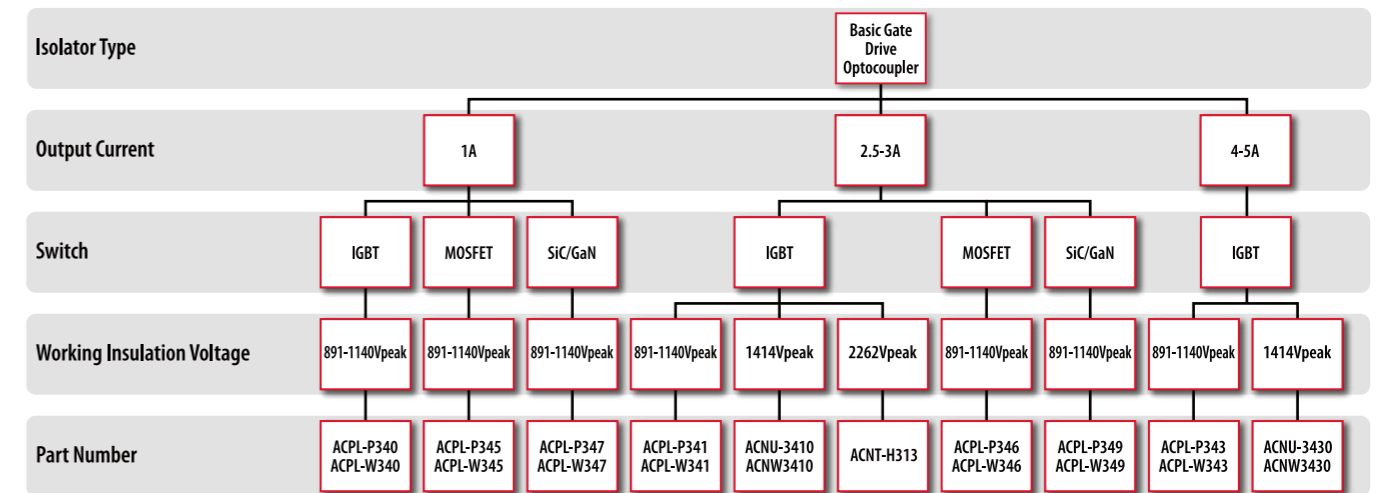 Isolator Type
Basic Gate
Drive
Optocoupler
Output Current
1A
2.5-3A
4-5A
Switch
IGBT
MOSFET
SiC/GaN
IGBT
MOSFET
SiC/GaN
IGBT
Working Insulation Voltage
891-1140Vpeak
891-1140Vpeak
891-1140Vpeak
891-1140Vpeak
1414Vpeak
2262Vpeak
891-1140Vpeak
891-1140Vpeak
891-1140Vpeak
1414Vpeak
Part Number
ACPL-P340
ACPL-W340
ACPL-P345
ACPL-W345
ACPL-P347
ACPL-W347
ACPL-P341
ACPL-W341
ACNU-3410
ACNW3410
ACNT-H313
ACPL-P346
ACPL-W346
ACPL-P349
ACPL-W349
ACPL-P343
ACPL-W343
ACNU-3430
ACNW3430